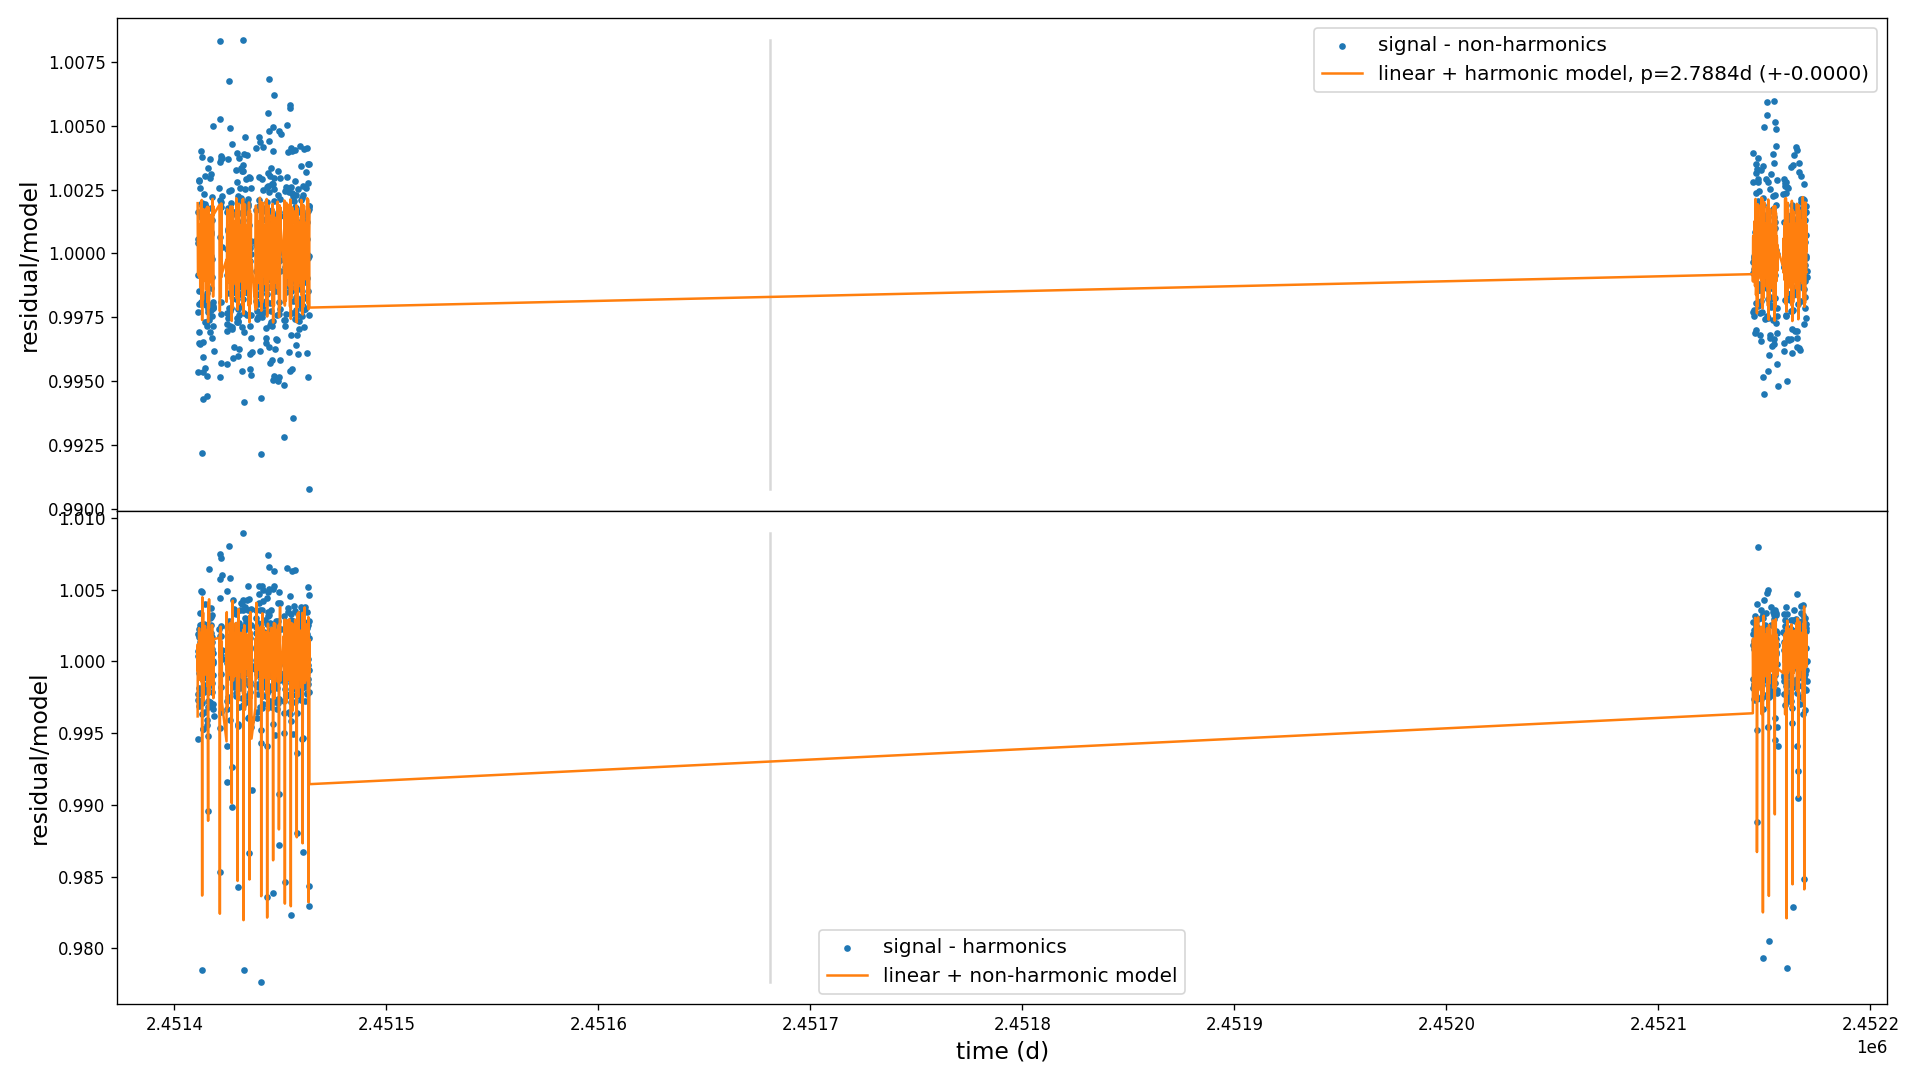 signal - non-harmonics
linear + harmonic model, p=2.7884d (+-0.0000)
1.0075
1.0050
1.0025
1.0000
0.9975
0.9950
0.9925
0.9900
residual/model
1.010
1.005
1.000
0.995
0.990
0.985
0.980
residual/model
signal - harmonics
linear + non-harmonic model
2.4514 2.4515 2.4516 2.4517 2.4518 2.4519 2.4520 2.4521 2.4522
1e6
time (d)